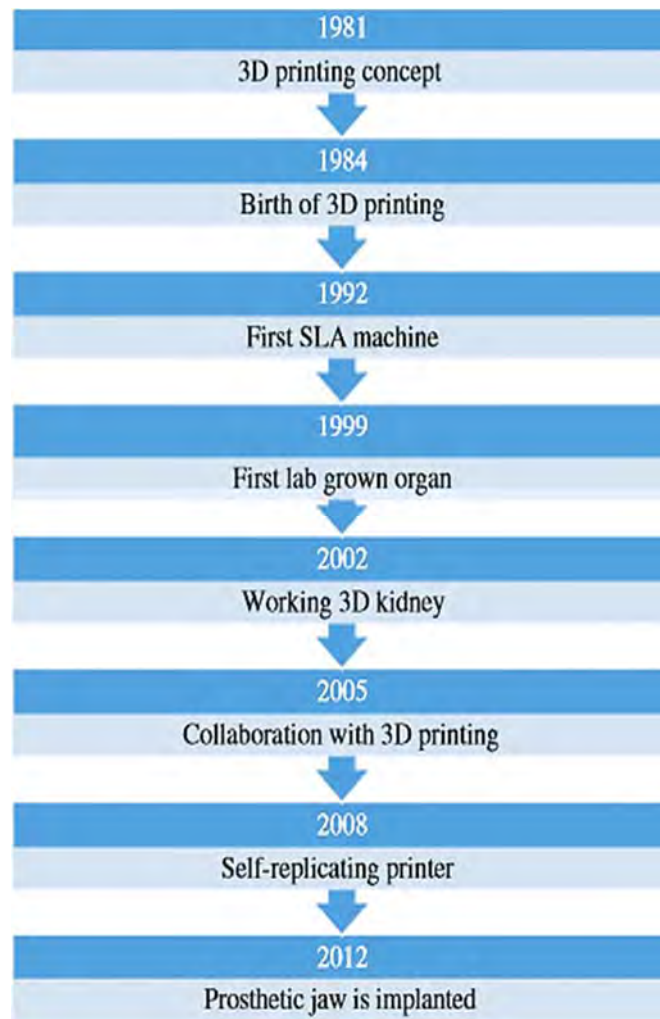 1981
3D printing concept
1984
Birth of 3D printing
1992
First SLA machine
1999
First lab grown organ
2002
Working 3D kidney
2005
Collaboration with 3D printing
2008
Self-replicating printer
2012
Prosthetic jaw is implanted